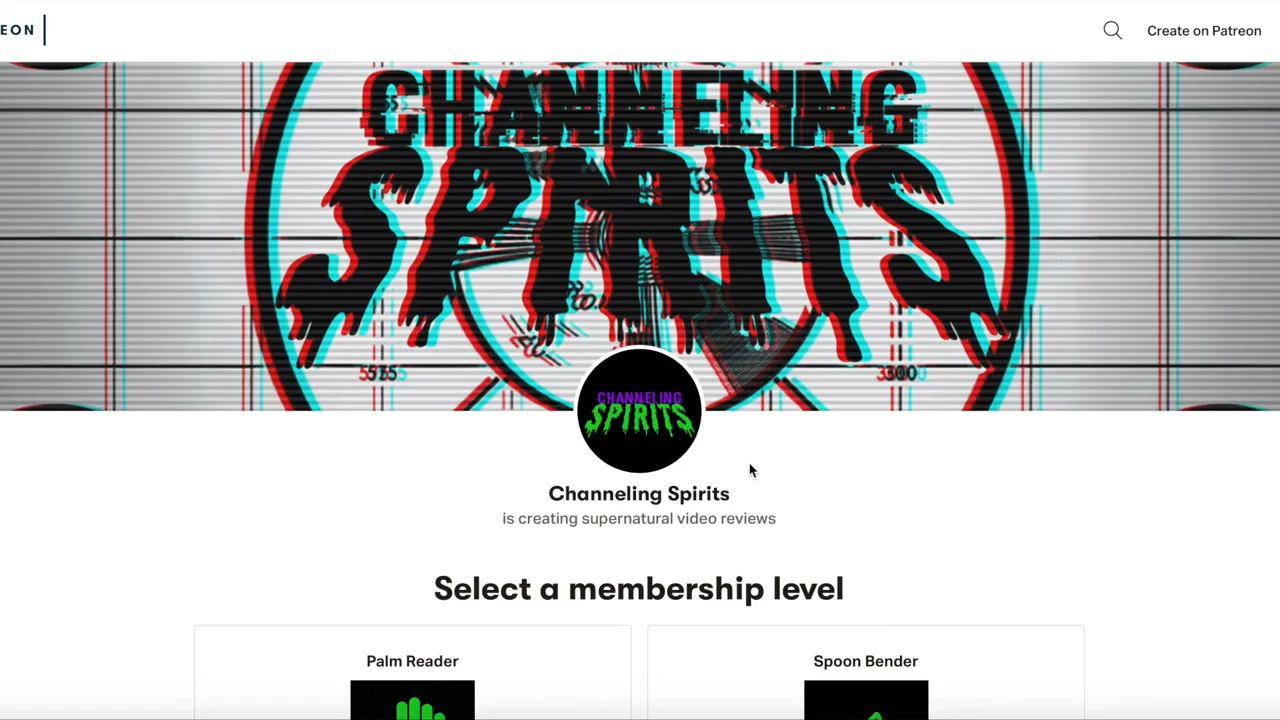 EON
Create on Patreon
CHANNELING
SPIRITS
CHANNELING
SPIRITS
Channeling Spirits
is creating supernatural video reviews
Select a membership level
Palm Reader
Spoon Bender